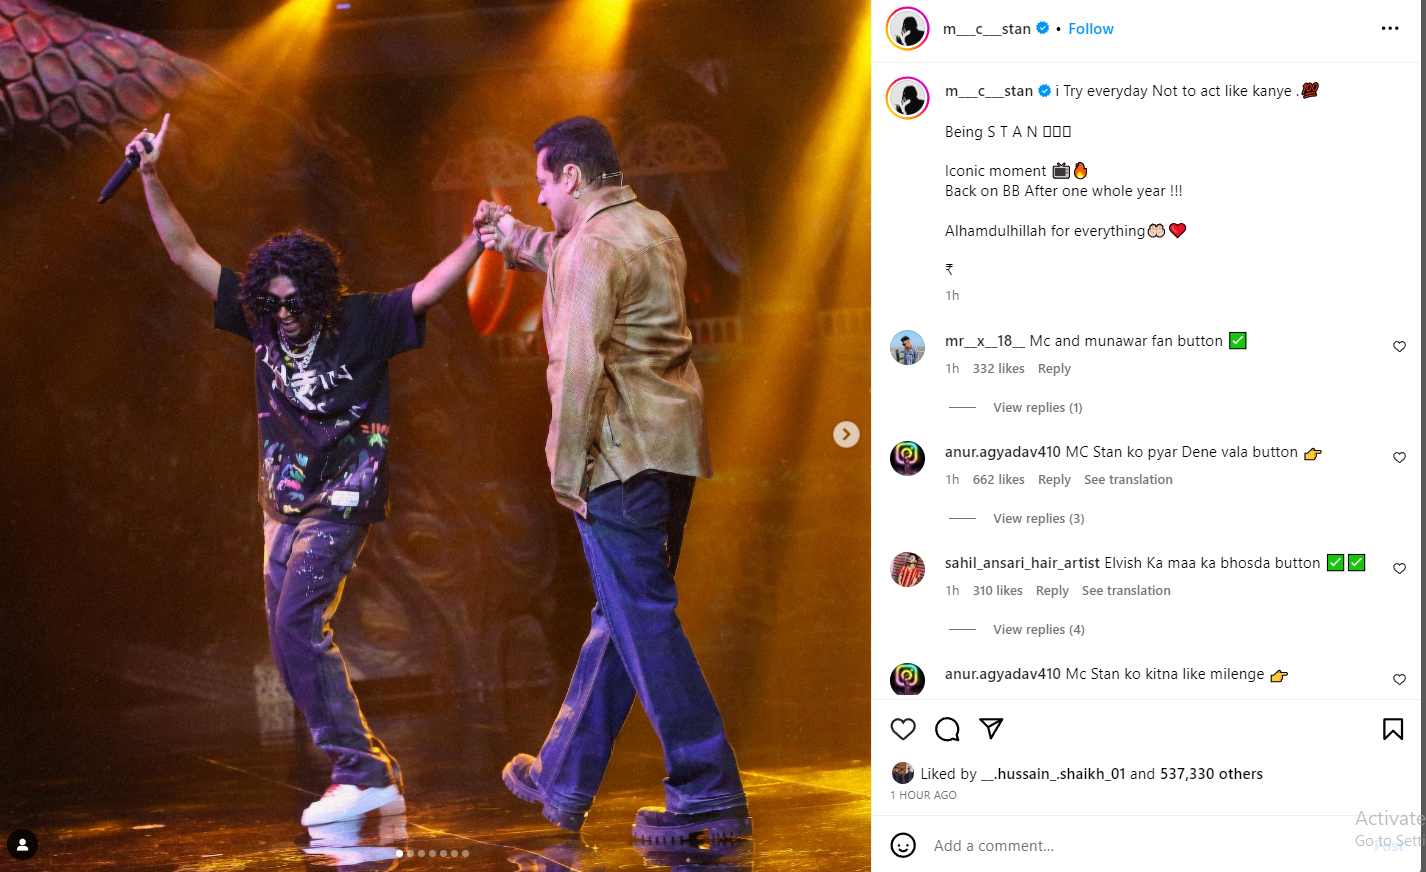 m___c___stan • Follow
m___c___stan i Try everyday Not to act like kanye .💯
Being S T A N
Iconic moment 📺🔥
Back on BB After one whole year !!!
Alhamdulhillah for everything🤲🏻❤️
₹
1h
mr__x__18__ Mc and munawar fan button ✅
1h 332 likes Reply
View replies (1)
anur.agyadav410 MC Stan ko pyar Dene vala button 👉
1h 662 likes Reply See translation
View replies (3)
sahil_ansari_hair_artist Elvish Ka maa ka bhosda button ✅✅
1h 310 likes Reply See translation
View replies (4)
anur.agyadav410 Mc Stan ko kitna like milenge 👉
Liked by __.hussain_.shaikh_01 and 537,330 others
1 HOUR AGO
Add a comment...
Post
Activate
Go to Sett